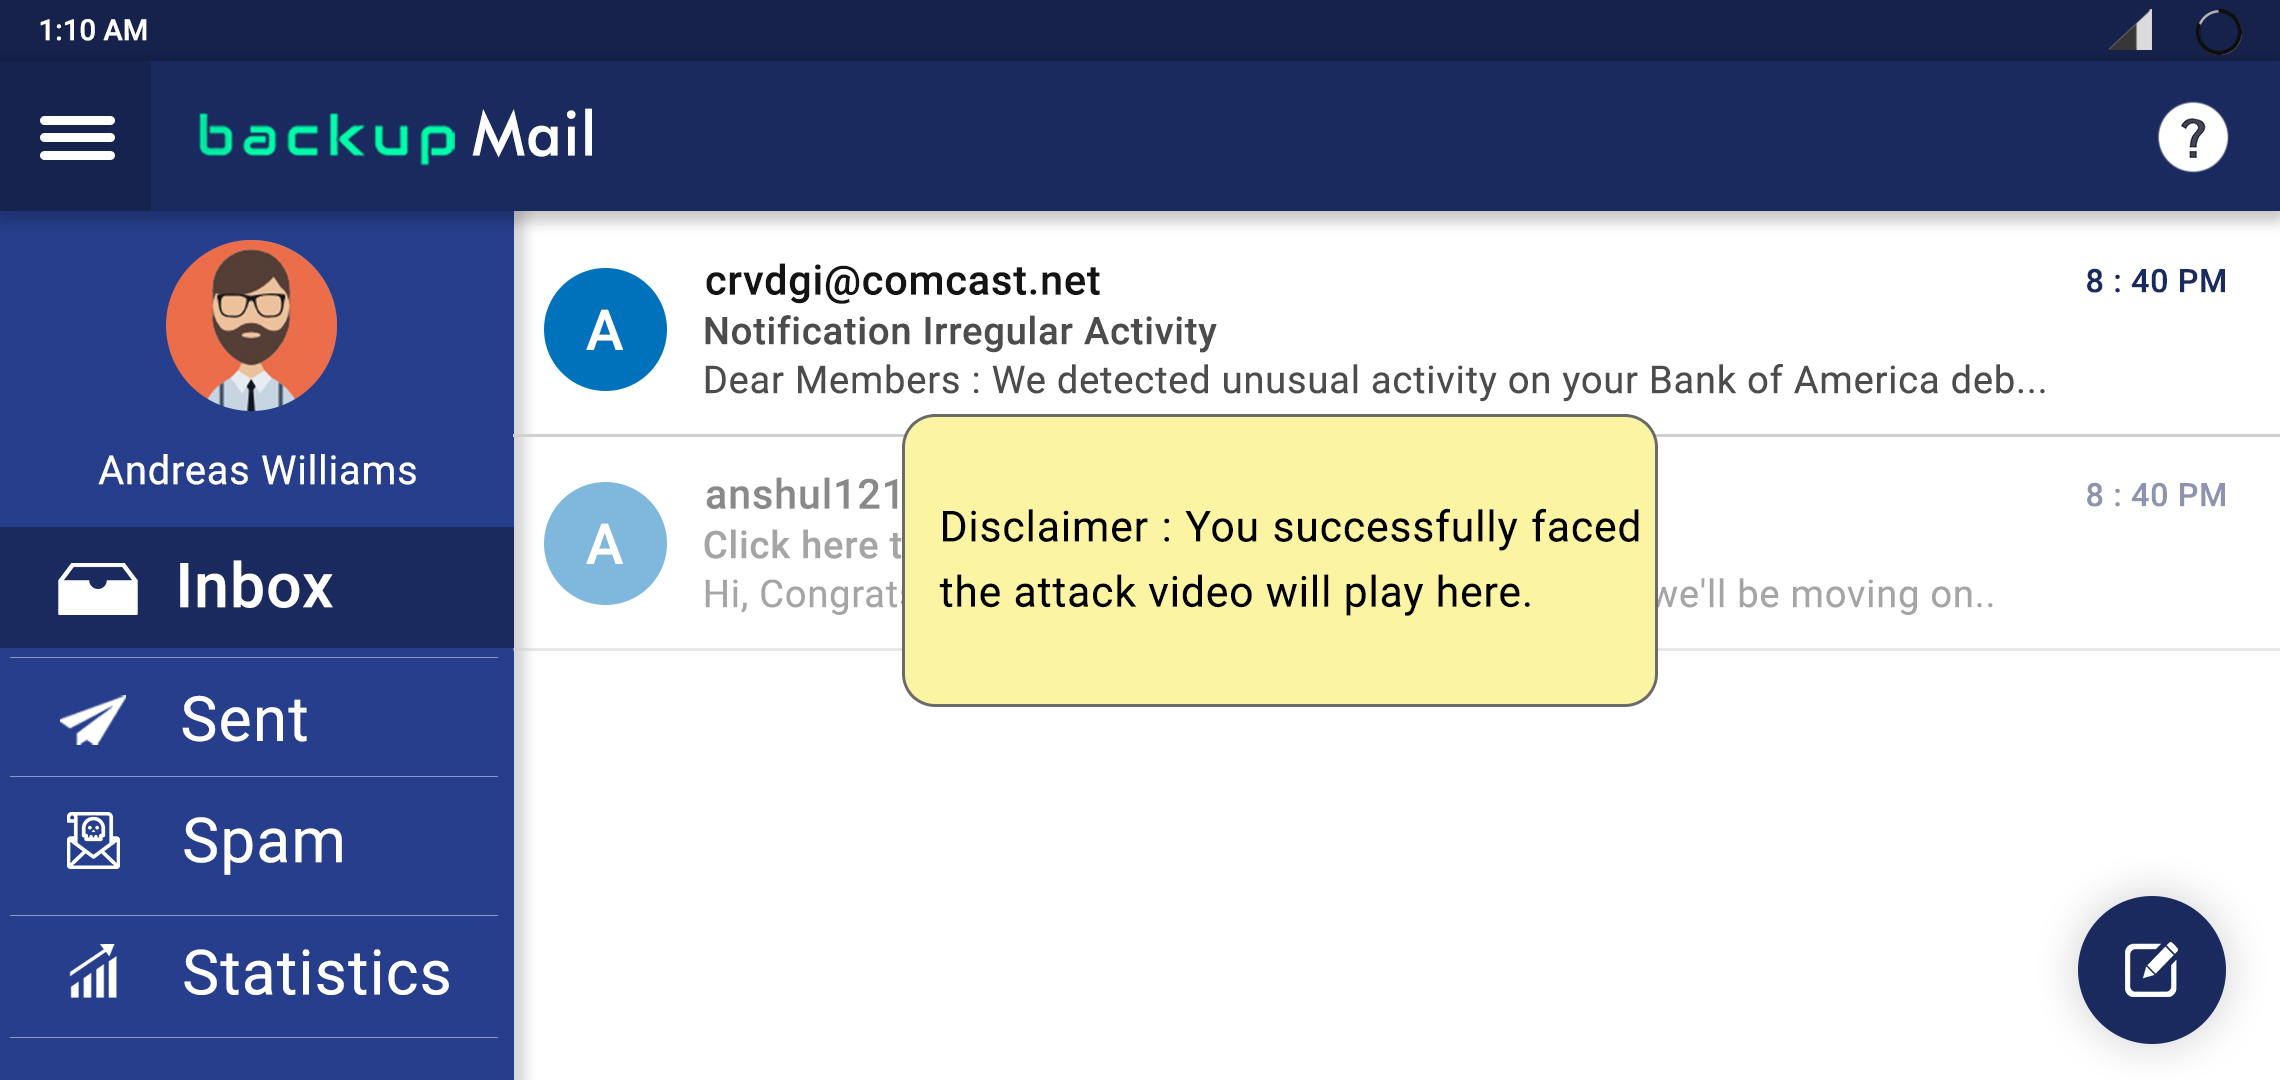 1:10 AM
backup Mail
?
Andreas Williams
Inbox
Sent
Spam
Statistics
A
crvdgi@comcast.net
8 : 40 PM
Notification Irregular Activity
Dear Members : We detected unusual activity on your Bank of America deb...
A
anshul121
8 : 40 PM
Click here t
Hi, Congrat we'll be moving on..
Disclaimer : You successfully faced
the attack video will play here.